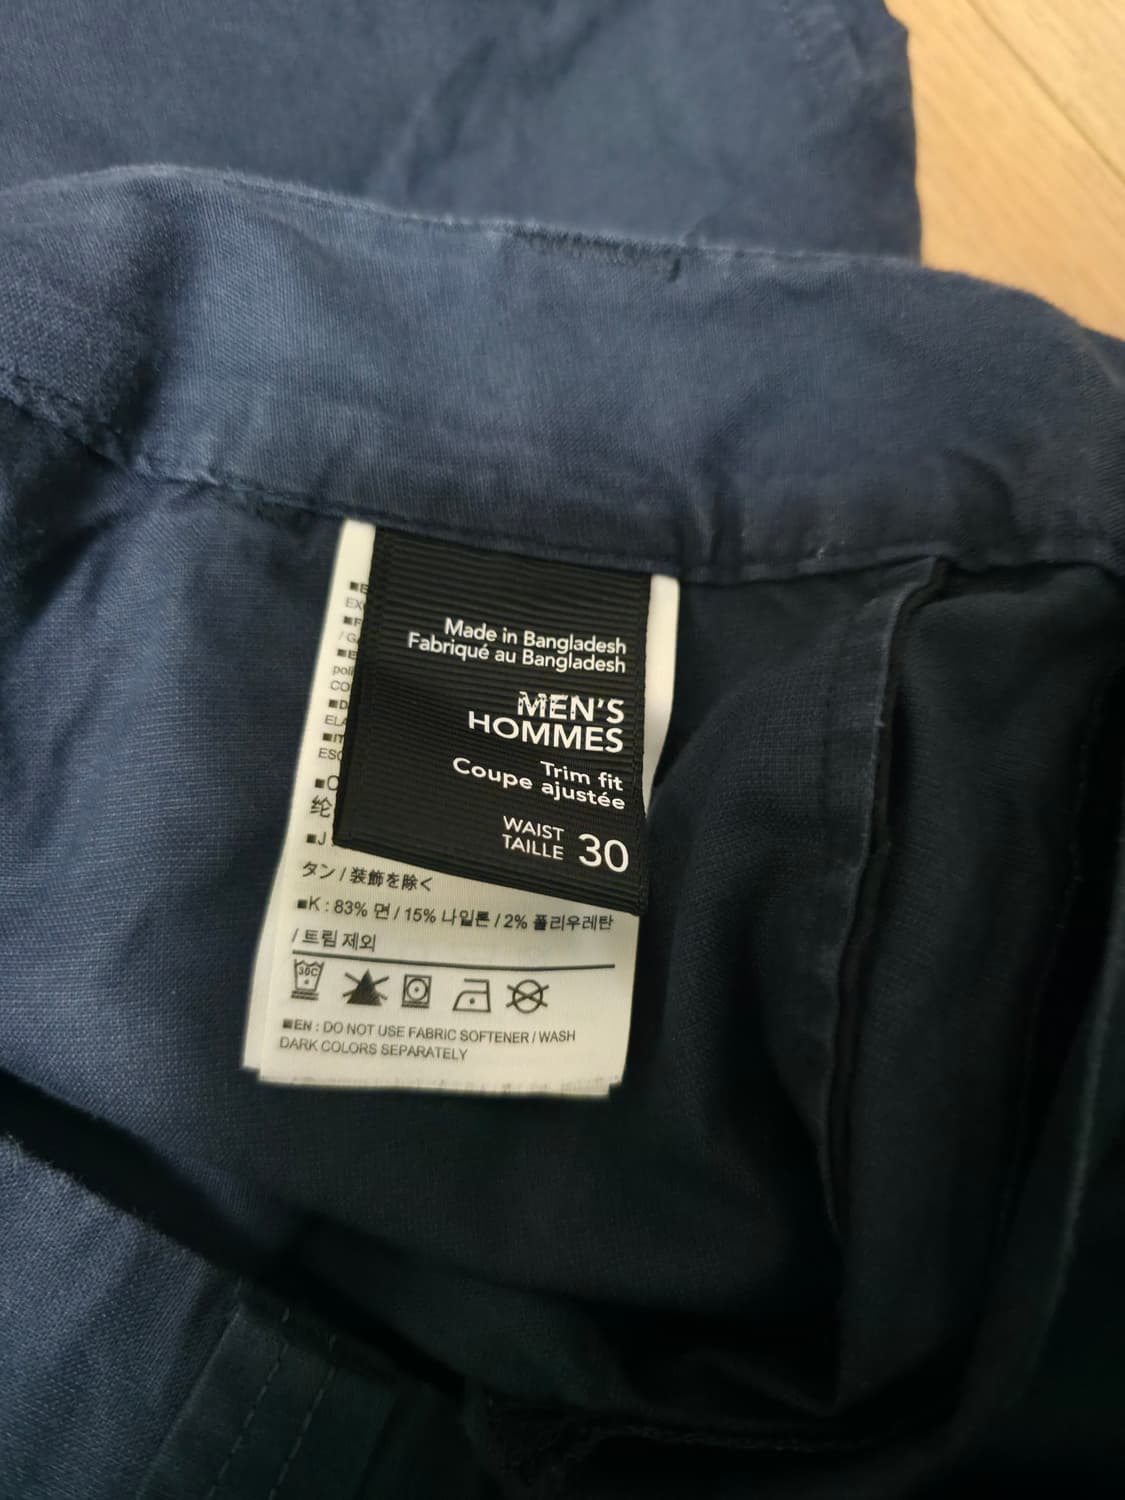 Made in Bangladesh
Fabriqué au Bangladesh
MEN'S
HOMMES
Trim fit
Coupe ajustée
WAIST
TAILLE 30
タン / 装飾を除く
■K : 83% 면 / 15% 나일론 / 2% 폴리우레탄
/ 트림 제외
30C
■EN : DO NOT USE FABRIC SOFTENER / WASH
DARK COLORS SEPARATELY